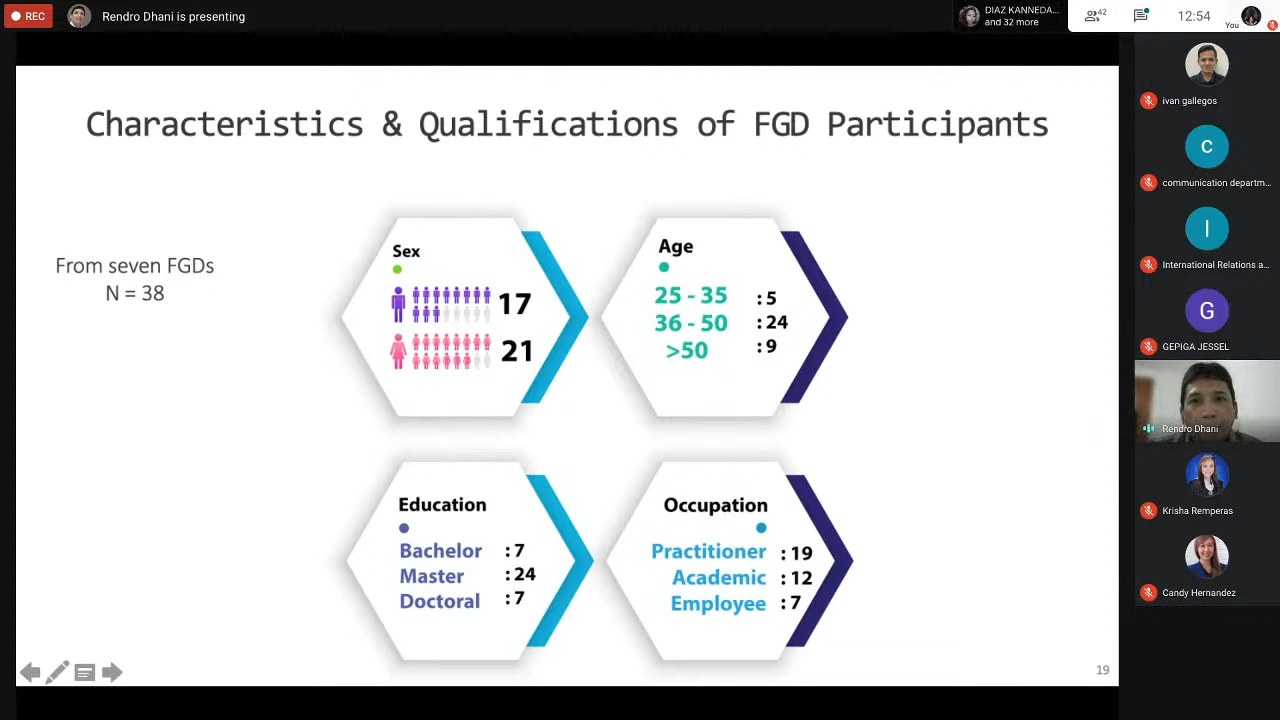 REC
Rendro Dhani is presenting
DIAZ KANNEDA...
and 32 more
42
12:54
You
Characteristics & Qualifications of FGD Participants
From seven FGDs
N = 38
Sex
17
21
Age
25 - 35 : 5
36 - 50 : 24
>50 : 9
Education
Bachelor : 7
Master : 24
Doctoral : 7
Occupation
Practitioner : 19
Academic : 12
Employee : 7
19
ivan gallegos
C
communication departm...
I
International Relations a...
G
GEPIGA JESSEL
Rendro Dhani
Krisha Remperas
Candy Hernandez